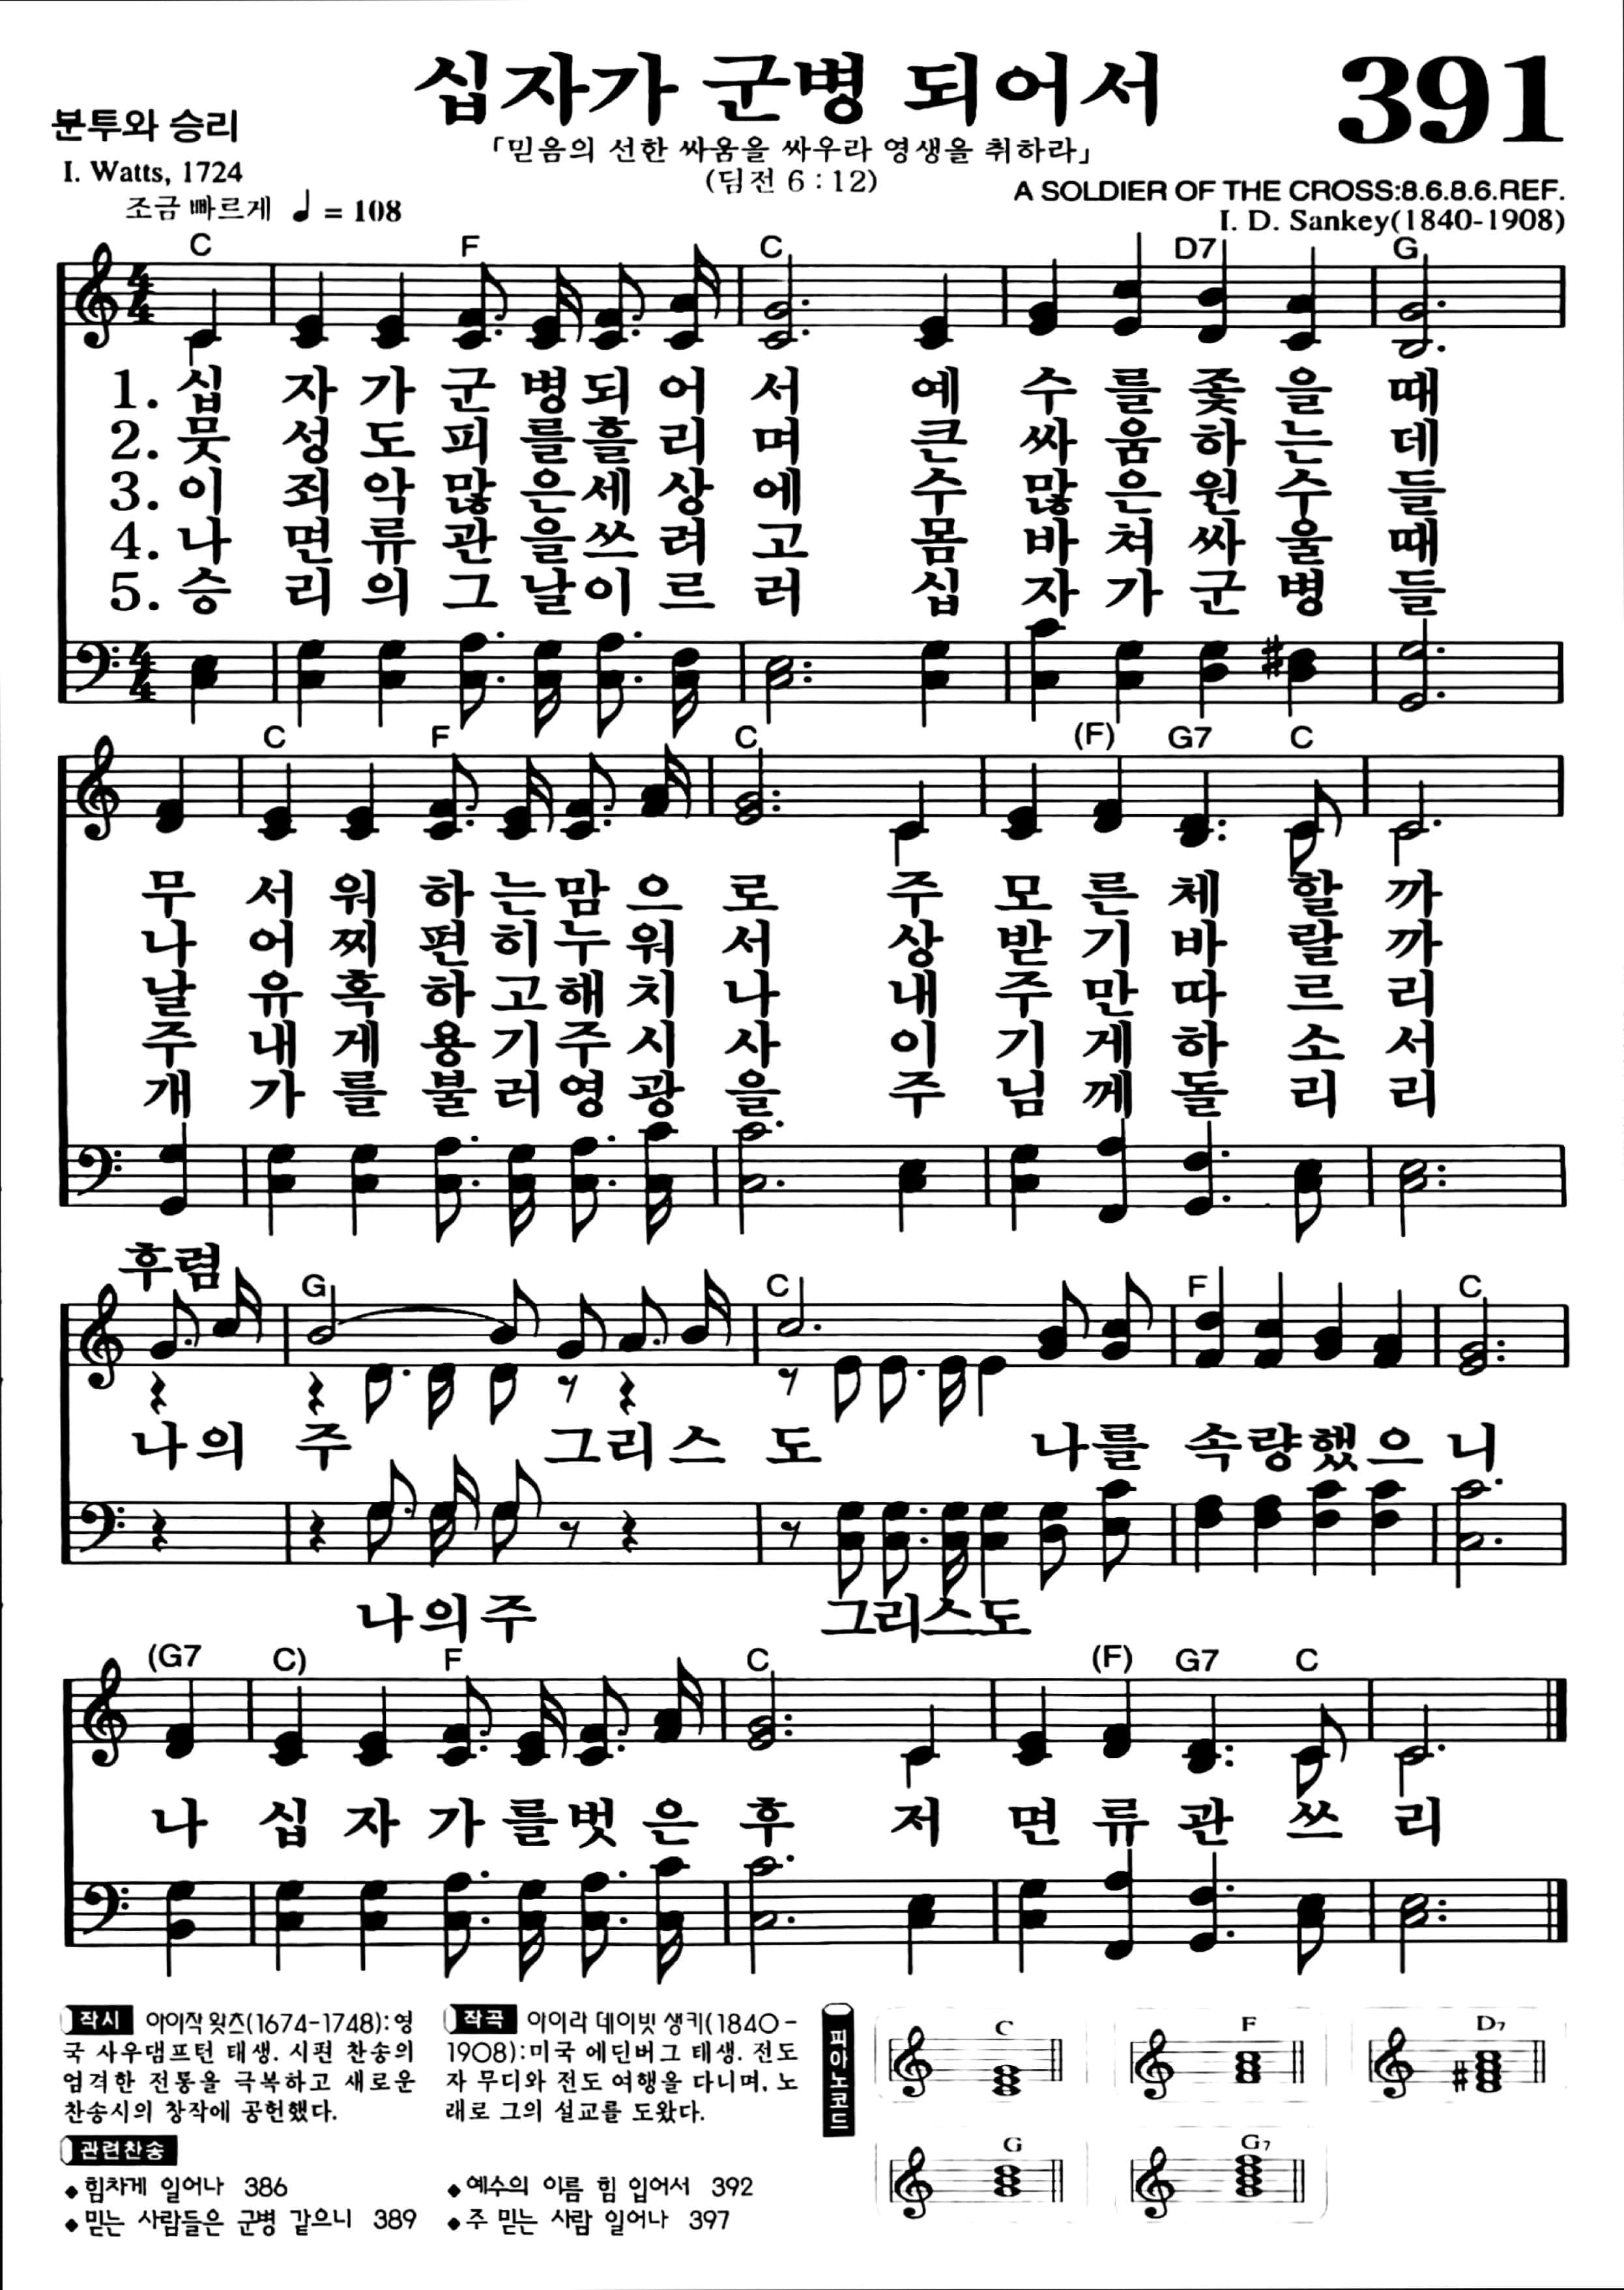 십자가 군병 되어서
391
분투와 승리
「믿음의 선한 싸움을 싸우라 영생을 취하라」
(딤전 6 : 12)
I. Watts, 1724
A SOLDIER OF THE CROSS:8.6.8.6.REF.
조금 빠르게 ♩ = 108
I. D. Sankey(1840-1908)
C F C D7 G
1. 십 자 가 군 병 되 어 서 예 수 를 좇 을 때
2. 뭇 성 도 피 를 흘 리 며 큰 싸 움 하 는 데
3. 이 죄 악 많 은 세 상 에 수 많 은 원 수 들
4. 나 면 류 관 을 쓰 려 고 몸 바 쳐 싸 울 때
5. 승 리 의 그 날 이 르 러 십 자 가 군 병 들
C F C (F) G7 C
무 서 워 하 는 맘 으 로 주 모 른 체 할 까
나 어 찌 편 히 누 워 서 상 받 기 바 랄 까
날 유 혹 하 고 해 치 나 내 주 만 따 르 리
주 내 게 용 기 주 시 사 이 기 게 하 소 서
개 가 를 불 러 영 광 을 주 님 께 돌 리 리
후렴
G C F C
나 의 주 그 리 스 도 나 를 속 량 했 으 니
나 의 주 그리스도
(G7 C) F C (F) G7 C
나 십 자 가 를 벗 은 후 저 면 류 관 쓰 리
작시 아이작 왓츠(1674-1748):영
국 사우댐프턴 태생. 시편 찬송의
엄격한 전통을 극복하고 새로운
찬송시의 창작에 공헌했다.
작곡 아이라 데이빗 생키(1840-
1908):미국 에딘버그 태생. 전도
자 무디와 전도 여행을 다니며, 노
래로 그의 설교를 도왔다.
관련찬송
◆ 힘차게 일어나 386
◆ 믿는 사람들은 군병 같으니 389
◆ 예수의 이름 힘 입어서 392
◆ 주 믿는 사람 일어나 397
피아노코드
C F D7
G G7